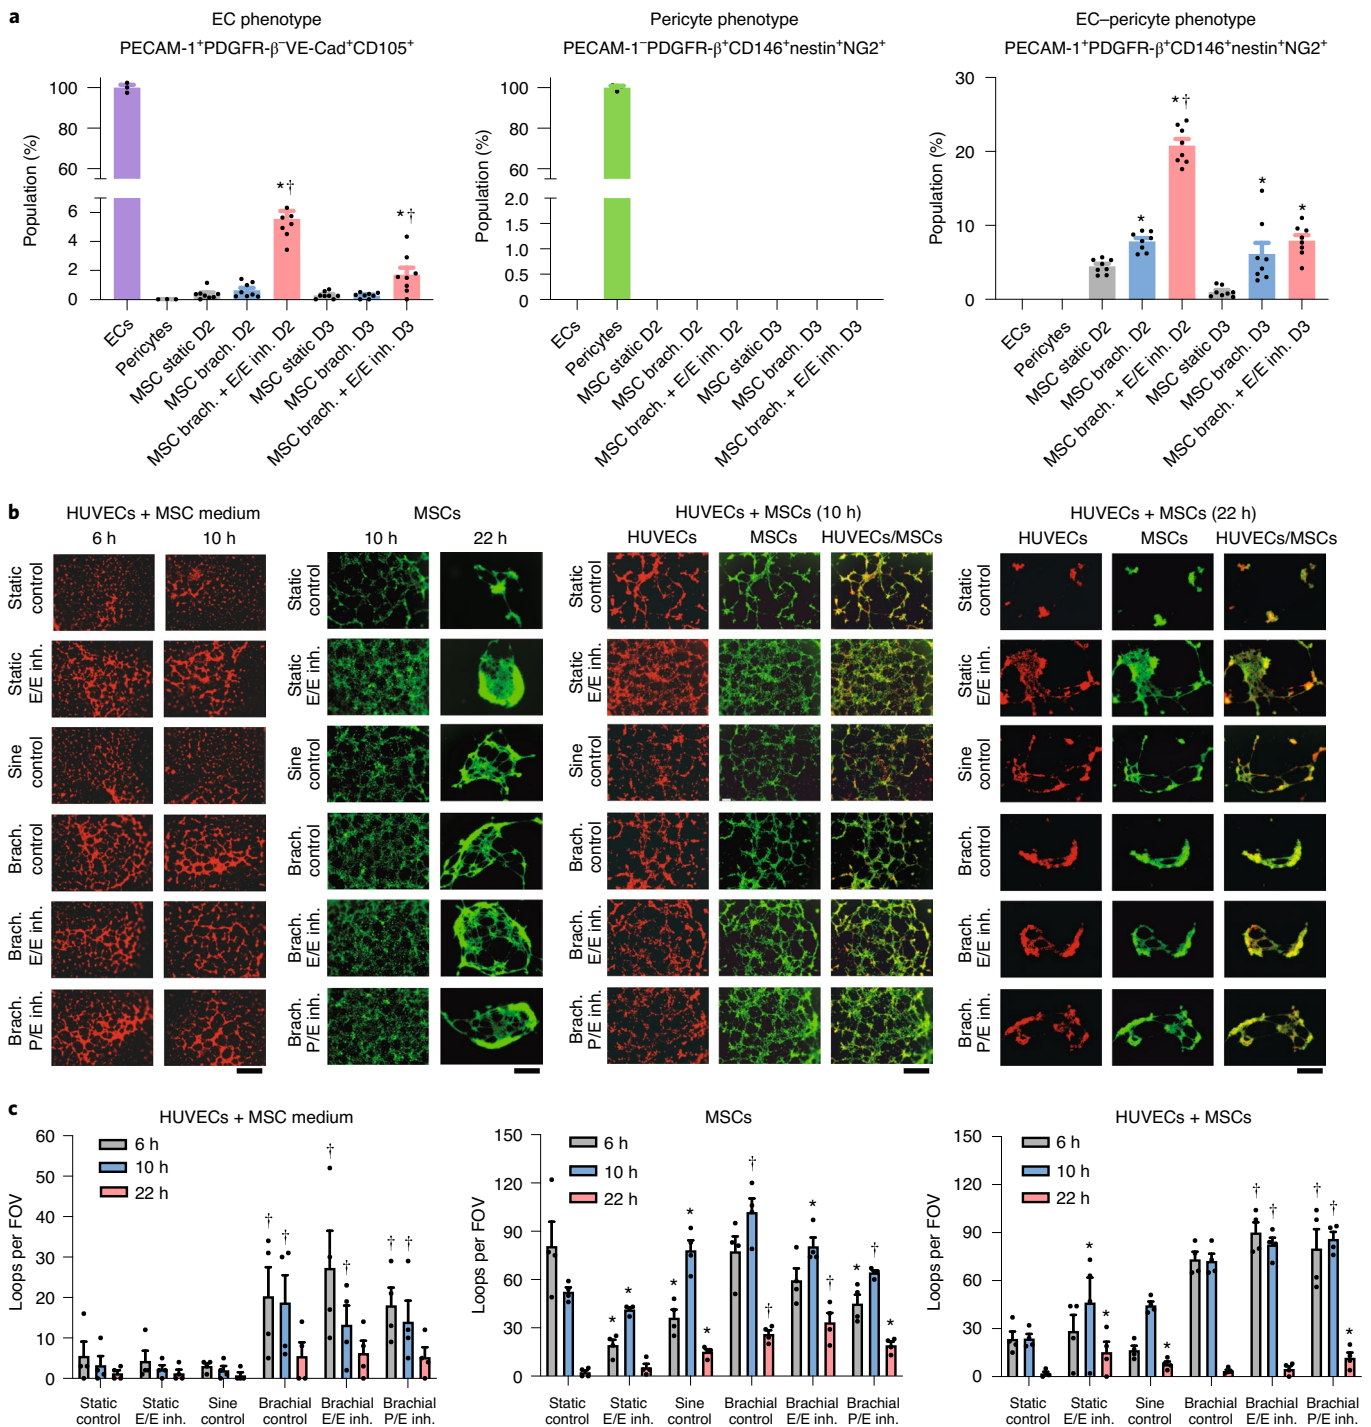 a
EC phenotype
PECAM-1⁺PDGFR-β⁻VE-Cad⁺CD105⁺
Population (%)
100
80
60
6
4
2
0
ECs
Pericytes
MSC static D2
MSC brach. D2
MSC brach. + E/E inh. D2
MSC static D3
MSC brach. D3
MSC brach. + E/E inh. D3
*†
*†
Pericyte phenotype
PECAM-1⁻PDGFR-β⁺CD146⁺nestin⁺NG2⁺
Population (%)
100
80
60
2.0
1.5
1.0
0.5
0
ECs
Pericytes
MSC static D2
MSC brach. D2
MSC brach. + E/E inh. D2
MSC static D3
MSC brach. D3
MSC brach. + E/E inh. D3
EC–pericyte phenotype
PECAM-1⁺PDGFR-β⁺CD146⁺nestin⁺NG2⁺
Population (%)
30
20
10
0
*
*†
*
*
ECs
Pericytes
MSC static D2
MSC brach. D2
MSC brach. + E/E inh. D2
MSC static D3
MSC brach. D3
MSC brach. + E/E inh. D3
b
HUVECs + MSC medium
6 h 10 h
Static control
Static E/E inh.
Sine control
Brach. control
Brach. E/E inh.
Brach. P/E inh.
MSCs
10 h 22 h
Static control
Static E/E inh.
Sine control
Brach. control
Brach. E/E inh.
Brach. P/E inh.
HUVECs + MSCs (10 h)
HUVECs MSCs HUVECs/MSCs
Static control
Static E/E inh.
Sine control
Brach. control
Brach. E/E inh.
Brach. P/E inh.
HUVECs + MSCs (22 h)
HUVECs MSCs HUVECs/MSCs
Static control
Static E/E inh.
Sine control
Brach. control
Brach. E/E inh.
Brach. P/E inh.
c
HUVECs + MSC medium
Loops per FOV
60
50
40
30
20
10
0
6 h
10 h
22 h
† † † † † †
Static control
Static E/E inh.
Sine control
Brachial control
Brachial E/E inh.
Brachial P/E inh.
MSCs
Loops per FOV
150
120
90
60
30
0
6 h
10 h
22 h
* * * * * † † * † * † *
Static control
Static E/E inh.
Sine control
Brachial control
Brachial E/E inh.
Brachial P/E inh.
HUVECs + MSCs
Loops per FOV
150
120
90
60
30
0
6 h
10 h
22 h
* * * † † † † *
Static control
Static E/E inh.
Sine control
Brachial control
Brachial E/E inh.
Brachial P/E inh.